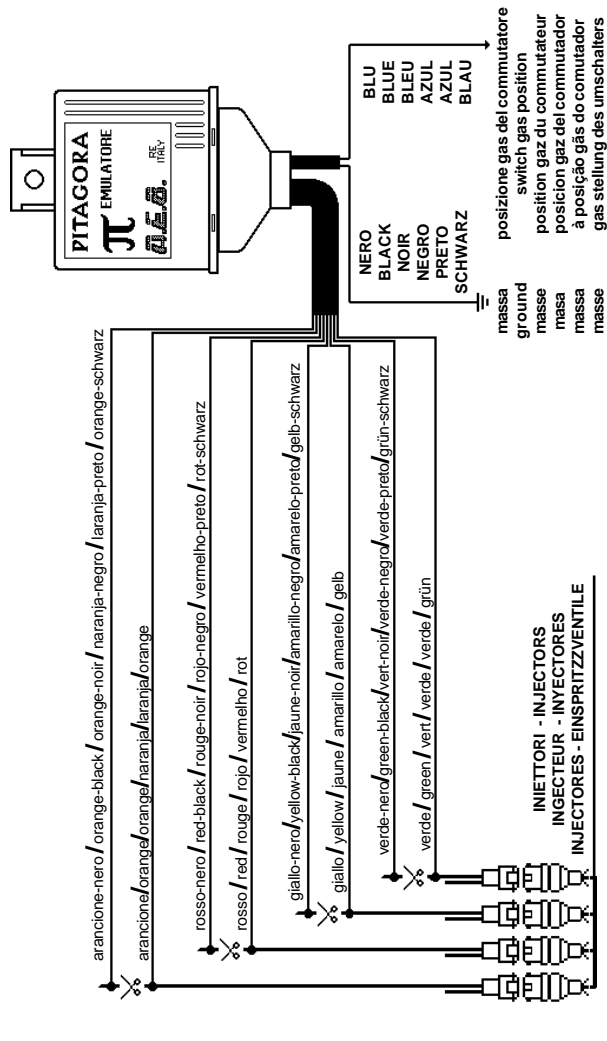 arancione-nero / orange-black / orange-noir / naranja-negro / laranja-preto / orange-schwarz
arancione/orange/orange/naranja/laranja/orange
rosso-nero / red-black / rouge-noir / rojo-negro / vermelho-preto / rot-schwarz
rosso / red / rouge / rojo / vermelho / rot
giallo-nero/yellow-black/jaune-noir/amarillo-negro/amarelo-preto/gelb-schwarz
giallo / yellow / jaune / amarillo / amarelo / gelb
verde-nero/green-black/vert-noir/verde-negro/verde-preto/grün-schwarz
verde / green / vert / verde / verde / grün
PITAGORA
π EMULATORE
a.e.b. RE
ITALY
NERO
BLACK
NOIR
NEGRO
PRETO
SCHWARZ
BLU
BLUE
BLEU
AZUL
AZUL
BLAU
massa
ground
masse
masa
massa
masse
posizione gas del commutatore
switch gas position
position gaz du commutateur
posicion gaz del commutador
à posição gãs do comutador
gas stellung des umschalters
INIETTORI - INJECTORS
INGECTEUR - INYECTORES
INJECTORES - EINSPRITZZVENTILE